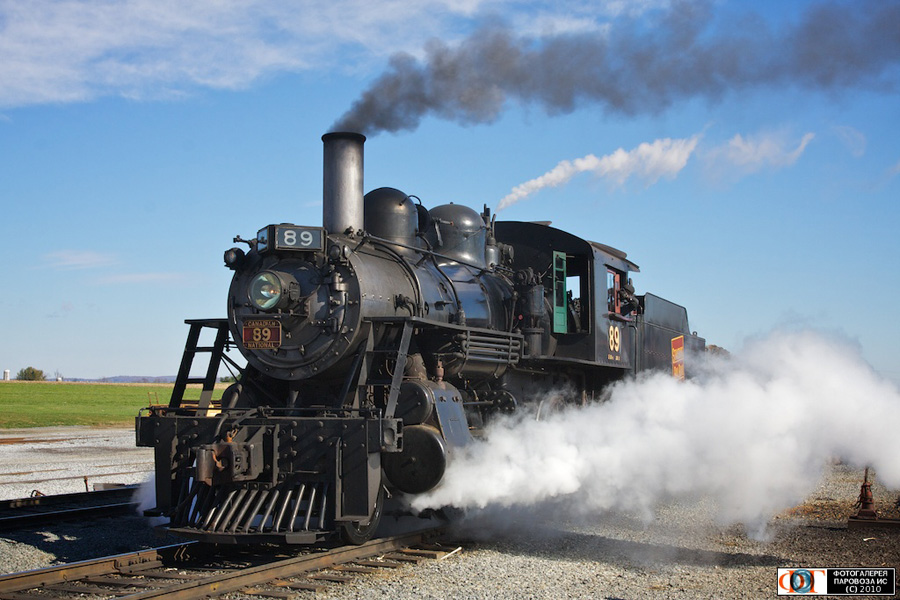 89
CANADIAN
89
NATIONAL
89
ФОТОГАЛЕРЕЯ
ПАРОВОЗА ИС
(C) 2010